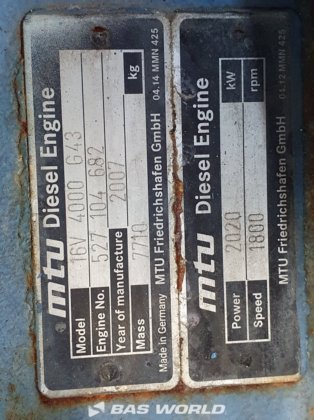 mtu Diesel Engine
Model 16V 4000 G43
Engine No. 527 104 682
Year of manufacture 2007
Mass 7710 kg
MTU Friedrichshafen GmbH
Made in Germany 04.14 MMN 425
mtu Diesel Engine
Power 2020 kW
Speed 1800 rpm
MTU Friedrichshafen GmbH
04.12 MMN 425
BAS WORLD